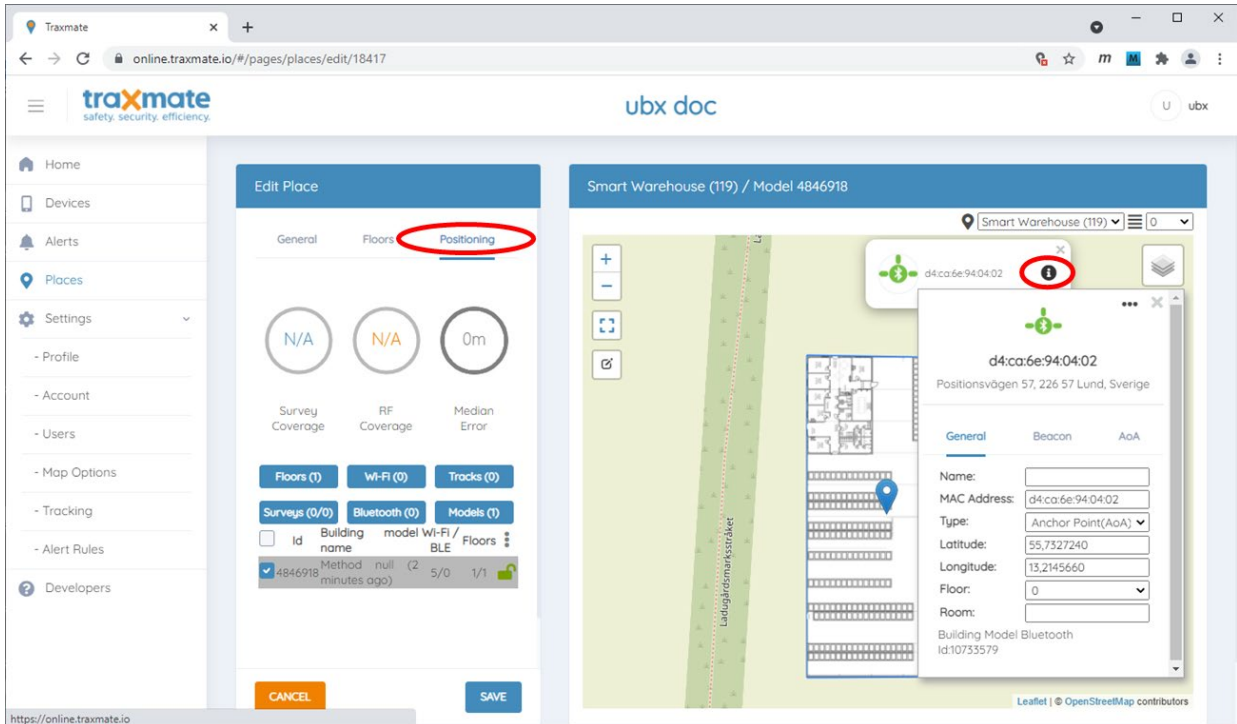 Traxmate
online.traxmate.io/#/pages/places/edit/18417
m
M
traxmate
safety. security. efficiency.
ubx doc
U ubx
Home
Devices
Alerts
Places
Settings
- Profile
- Account
- Users
- Map Options
- Tracking
- Alert Rules
Developers
Edit Place
General Floors Positioning
N/A N/A 0m
Survey Coverage
RF Coverage
Median Error
Floors (1) Wi-Fi (0) Tracks (0)
Surveys (0/0) Bluetooth (0) Models (1)
Id Building model name Wi-Fi / BLE Floors
4846918 Method null (2 minutes ago) 5/0 1/1
CANCEL SAVE
https://online.traxmate.io
Smart Warehouse (119) / Model 4846918
Smart Warehouse (119) 0
+
−
Ladugårdsmarksstråket
d4:ca:6e:94:04:02
d4:ca:6e:94:04:02
Positionsvägen 57, 226 57 Lund, Sverige
General Beacon AoA
Name:
MAC Address: d4:ca:6e:94:04:02
Type: Anchor Point(AoA)
Latitude: 55,7327240
Longitude: 13,2145660
Floor: 0
Room:
Building Model Bluetooth
Id:10733579
Leaflet | © OpenStreetMap contributors